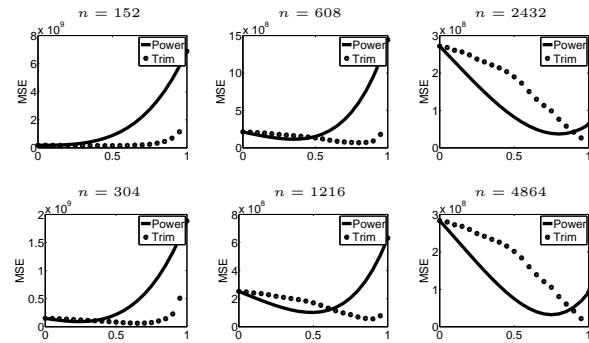 n = 152
x 10^9
8
6
4
2
0
MSE
0
0.5
1
Power
Trim
n = 608
x 10^8
15
10
5
0
MSE
0
0.5
1
Power
Trim
n = 2432
x 10^8
3
2
1
0
MSE
0
0.5
1
Power
Trim
n = 304
x 10^9
2
1.5
1
0.5
0
MSE
0
0.5
1
Power
Trim
n = 1216
x 10^8
8
6
4
2
0
MSE
0
0.5
1
Power
Trim
n = 4864
x 10^8
3
2
1
0
MSE
0
0.5
1
Power
Trim